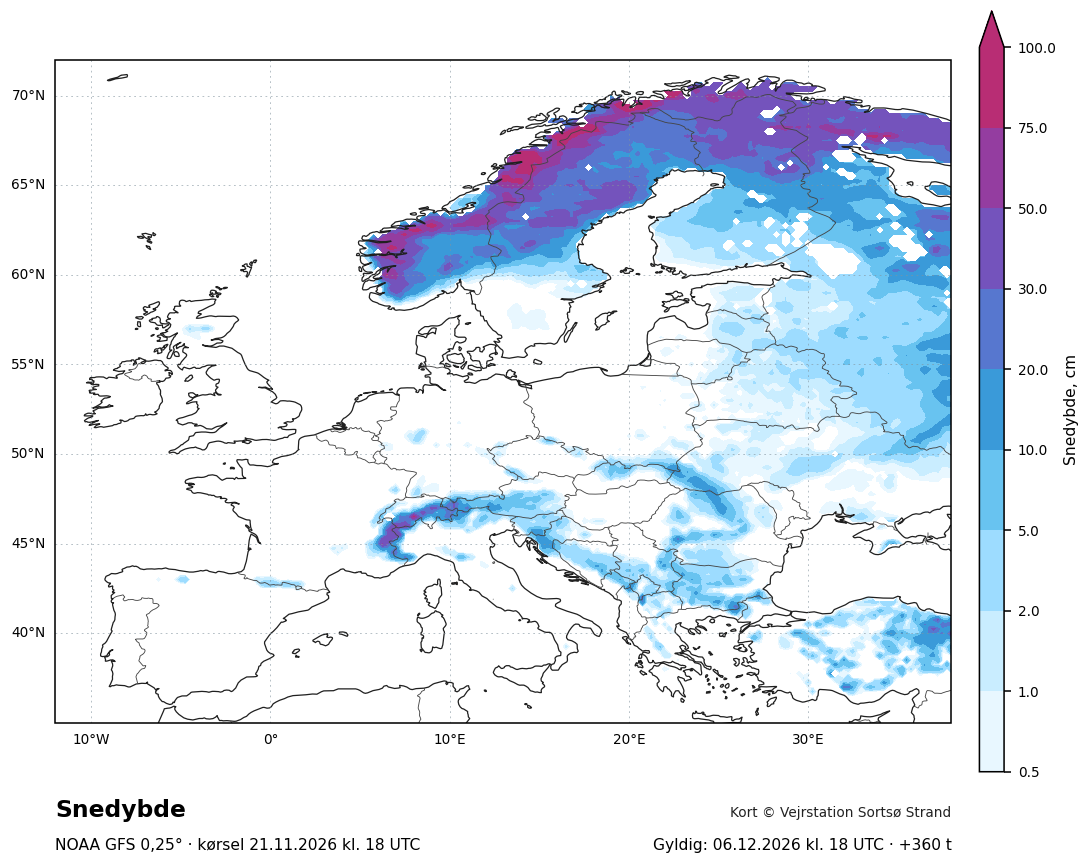 70°N
65°N
60°N
55°N
50°N
45°N
40°N
10°W
0°
10°E
20°E
30°E
100.0
75.0
50.0
30.0
20.0
10.0
5.0
2.0
1.0
0.5
Snedybde, cm
Snedybde
Kort © Vejrstation Sortsø Strand
NOAA GFS 0,25° · kørsel 21.11.2026 kl. 18 UTC
Gyldig: 06.12.2026 kl. 18 UTC · +360 t